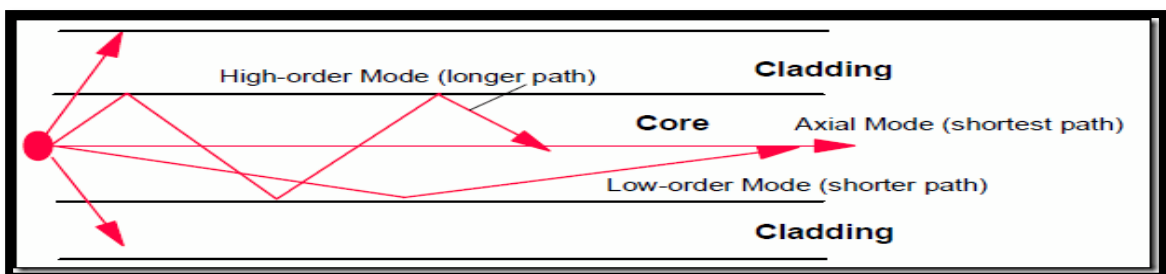 Cladding
High-order Mode (longer path)
Core
Axial Mode (shortest path)
Low-order Mode (shorter path)
Cladding